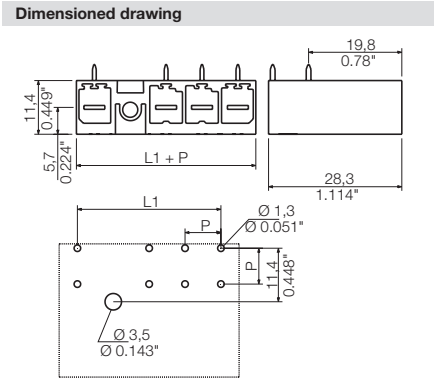 Dimensioned drawing
19,8
0.78"
11,4
0.449"
5,7
0.224"
L1 + P
28,3
1.114"
L1
P
Ø 1,3
Ø 0.051"
P
11,4
0.448"
Ø 3,5
Ø 0.143"